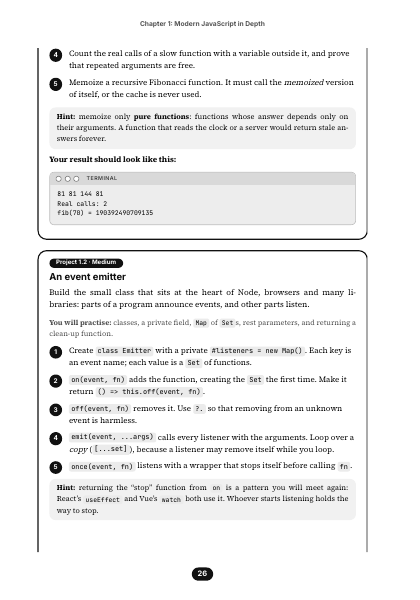 Chapter 1: Modern JavaScript in Depth
4 Count the real calls of a slow function with a variable outside it, and prove
that repeated arguments are free.
5 Memoize a recursive Fibonacci function. It must call the memoized version
of itself, or the cache is never used.
Hint: memoize only pure functions: functions whose answer depends only on
their arguments. A function that reads the clock or a server would return stale an-
swers forever.
Your result should look like this:
TERMINAL
81 81 144 81
Real calls: 2
fib(78) = 190392490709135
Project 1.2 · Medium
An event emitter
Build the small class that sits at the heart of Node, browsers and many li-
braries: parts of a program announce events, and other parts listen.
You will practise: classes, a private field, Map of Set s, rest parameters, and returning a
clean-up function.
1 Create class Emitter with a private #listeners = new Map() . Each key is
an event name; each value is a Set of functions.
2 on(event, fn) adds the function, creating the Set the first time. Make it
return () => this.off(event, fn) .
3 off(event, fn) removes it. Use ?. so that removing from an unknown
event is harmless.
4 emit(event, ...args) calls every listener with the arguments. Loop over a
copy ( [...set] ), because a listener may remove itself while you loop.
5 once(event, fn) listens with a wrapper that stops itself before calling fn .
Hint: returning the “stop” function from on is a pattern you will meet again:
React’s useEffect and Vue’s watch both use it. Whoever starts listening holds the
way to stop.
26